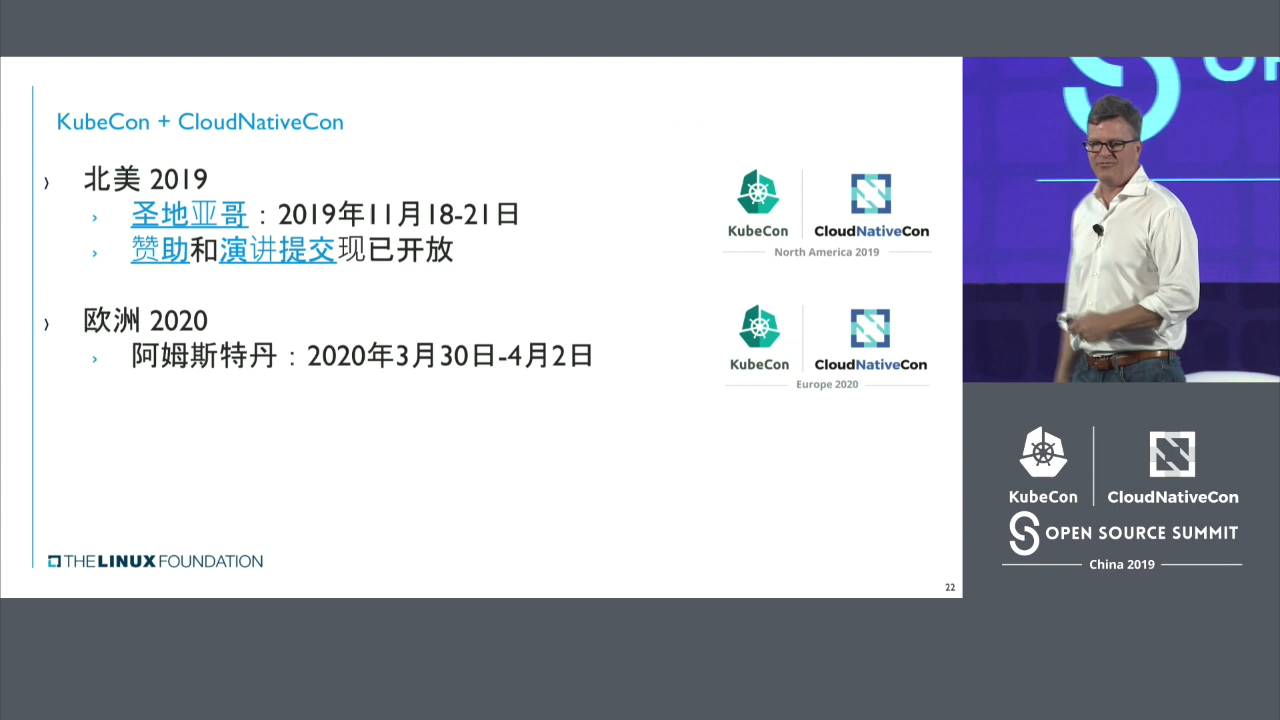 KubeCon + CloudNativeCon
北美 2019
圣地亚哥：2019年11月18-21日
赞助和演讲提交现已开放
欧洲 2020
阿姆斯特丹：2020年3月30日-4月2日
KubeCon CloudNativeCon
North America 2019
KubeCon CloudNativeCon
Europe 2020
THE LINUX FOUNDATION
22
KubeCon CloudNativeCon
OPEN SOURCE SUMMIT
China 2019